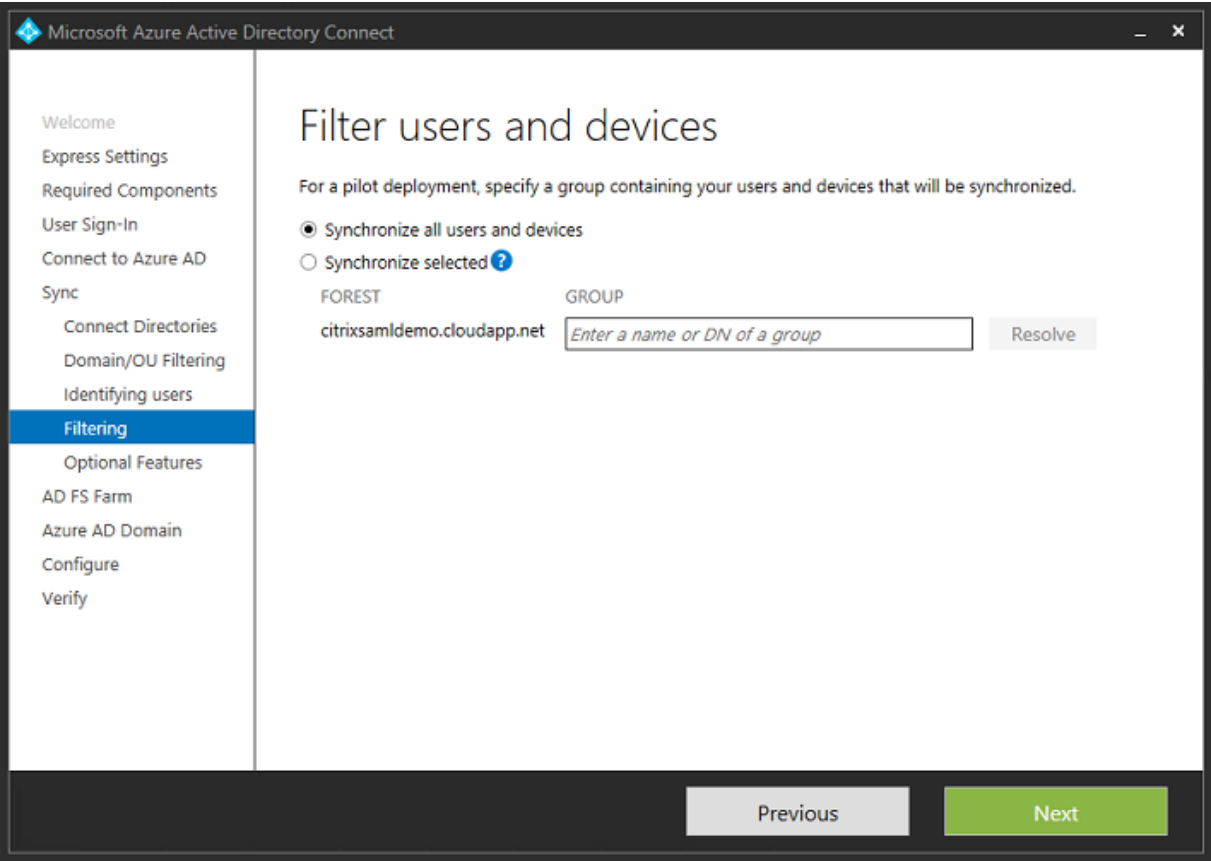 Microsoft Azure Active Directory Connect
Welcome
Express Settings
Required Components
User Sign-In
Connect to Azure AD
Sync
Connect Directories
Domain/OU Filtering
Identifying users
Filtering
Optional Features
AD FS Farm
Azure AD Domain
Configure
Verify
Filter users and devices
For a pilot deployment, specify a group containing your users and devices that will be synchronized.
Synchronize all users and devices
Synchronize selected ?
FOREST GROUP
citrixsamldemo.cloudapp.net Enter a name or DN of a group Resolve
Previous Next